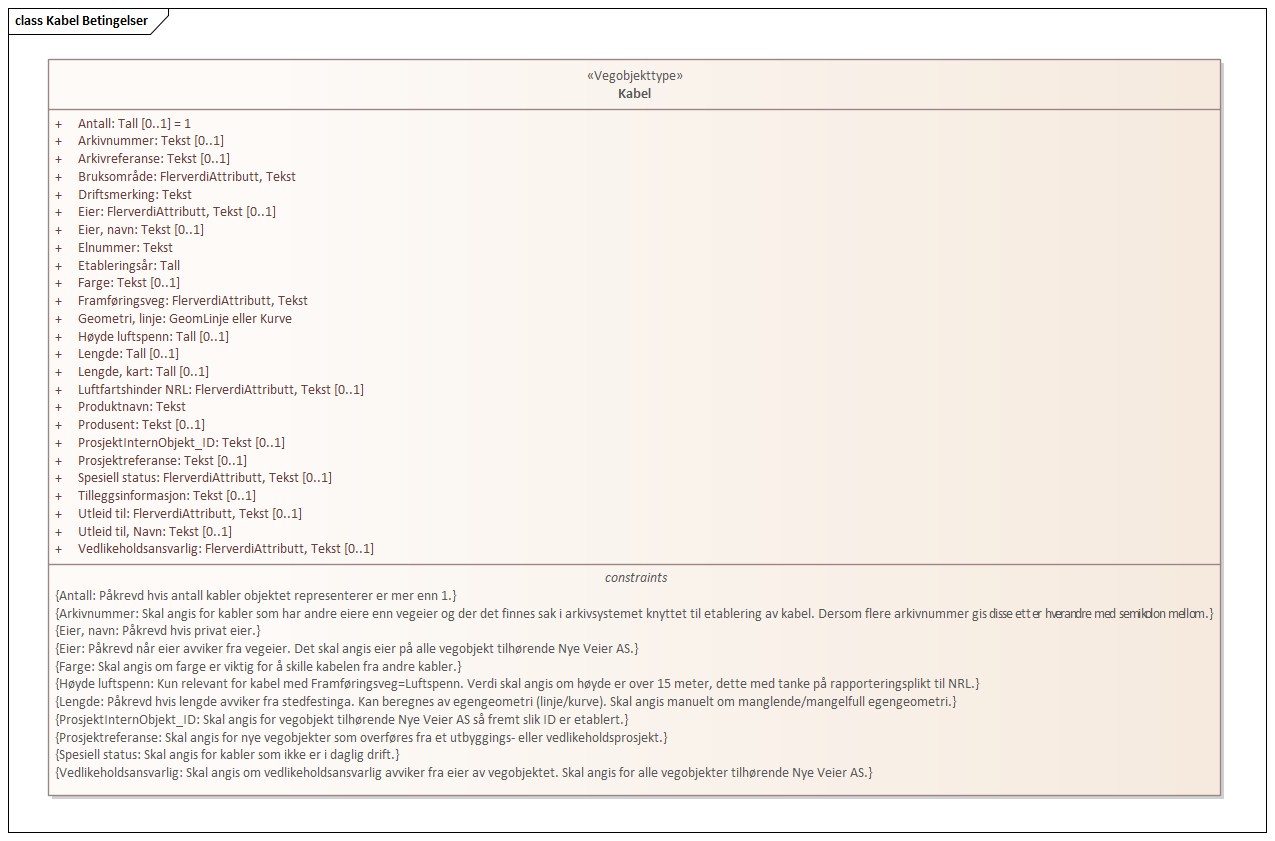 class Kabel Betingelser
«Vegobjekttype»
Kabel
+ Antall: Tall [0..1] = 1
+ Arkivnummer: Tekst [0..1]
+ Arkivreferanse: Tekst [0..1]
+ Bruksområde: FlerverdiAttributt, Tekst
+ Driftsmerking: Tekst
+ Eier: FlerverdiAttributt, Tekst [0..1]
+ Eier, navn: Tekst [0..1]
+ Elnummer: Tekst
+ Etableringsår: Tall
+ Farge: Tekst [0..1]
+ Framføringsveg: FlerverdiAttributt, Tekst
+ Geometri, linje: GeomLinje eller Kurve
+ Høyde luftspenn: Tall [0..1]
+ Lengde: Tall [0..1]
+ Lengde, kart: Tall [0..1]
+ Luftfartshinder NRL: FlerverdiAttributt, Tekst [0..1]
+ Produktnavn: Tekst
+ Produsent: Tekst [0..1]
+ ProsjektInternObjekt_ID: Tekst [0..1]
+ Prosjektreferanse: Tekst [0..1]
+ Spesiell status: FlerverdiAttributt, Tekst [0..1]
+ Tilleggsinformasjon: Tekst [0..1]
+ Utleid til: FlerverdiAttributt, Tekst [0..1]
+ Utleid til, Navn: Tekst [0..1]
+ Vedlikeholdsansvarlig: FlerverdiAttributt, Tekst [0..1]
constraints
{Antall: Påkrevd hvis antall kabler objektet representerer er mer enn 1.}
{Arkivnummer: Skal angis for kabler som har andre eiere enn vegeier og der det finnes sak i arkivsystemet knyttet til etablering av kabel. Dersom flere arkivnummer gis disse etter hverandre med semikolon mellom.}
{Eier, navn: Påkrevd hvis privat eier.}
{Eier: Påkrevd når eier avviker fra vegeier. Det skal angis eier på alle vegobjekt tilhørende Nye Veier AS.}
{Farge: Skal angis om farge er viktig for å skille kabelen fra andre kabler.}
{Høyde luftspenn: Kun relevant for kabel med Framføringsveg=Luftspenn. Verdi skal angis om høyde er over 15 meter, dette med tanke på rapporteringsplikt til NRL.}
{Lengde: Påkrevd hvis lengde avviker fra stedfestinga. Kan beregnes av egengeometri (linje/kurve). Skal angis manuelt om manglende/mangelfull egengeometri.}
{ProsjektInternObjekt_ID: Skal angis for vegobjekt tilhørende Nye Veier AS så fremt slik ID er etablert.}
{Prosjektreferanse: Skal angis for nye vegobjekter som overføres fra et utbyggings- eller vedlikeholdsprosjekt.}
{Spesiell status: Skal angis for kabler som ikke er i daglig drift.}
{Vedlikeholdsansvarlig: Skal angis om vedlikeholdsansvarlig avviker fra eier av vegobjektet. Skal angis for alle vegobjekter tilhørende Nye Veier AS.}